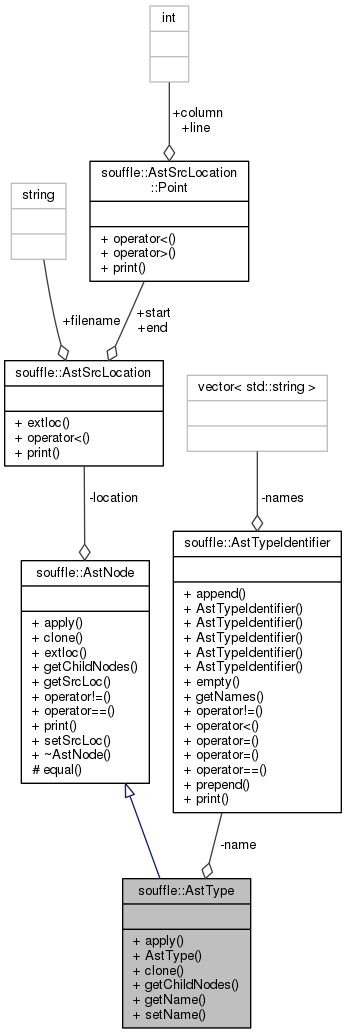 int
+column
+line
souffle::AstSrcLocation
::Point
+ operator<()
+ operator>()
+ print()
string
+filename
+start
+end
souffle::AstSrcLocation
+ extloc()
+ operator<()
+ print()
vector< std::string >
-location
-names
souffle::AstNode
+ apply()
+ clone()
+ extloc()
+ getChildNodes()
+ getSrcLoc()
+ operator!=()
+ operator==()
+ print()
+ setSrcLoc()
+ ~AstNode()
# equal()
souffle::AstTypeIdentifier
+ append()
+ AstTypeIdentifier()
+ AstTypeIdentifier()
+ AstTypeIdentifier()
+ AstTypeIdentifier()
+ AstTypeIdentifier()
+ empty()
+ getNames()
+ operator!=()
+ operator<()
+ operator=()
+ operator=()
+ operator==()
+ prepend()
+ print()
-name
souffle::AstType
+ apply()
+ AstType()
+ clone()
+ getChildNodes()
+ getName()
+ setName()